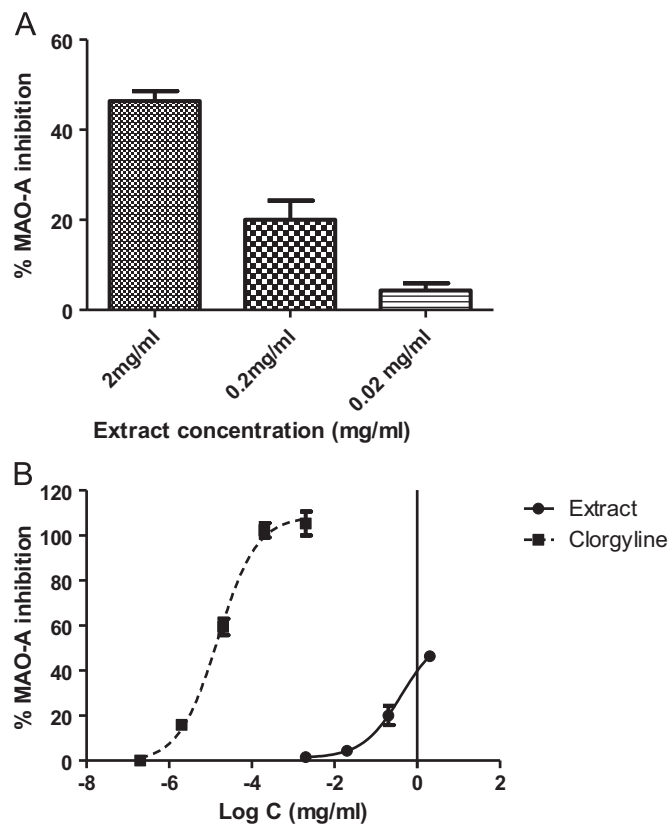 A
% MAO-A inhibition
60
40
20
0
2mg/ml
0.2mg/ml
0.02 mg/ml
Extract concentration (mg/ml)
B
% MAO-A inhibition
120
100
80
60
40
20
0
-8
-6
-4
-2
0
2
Log C (mg/ml)
Extract
Clorgyline